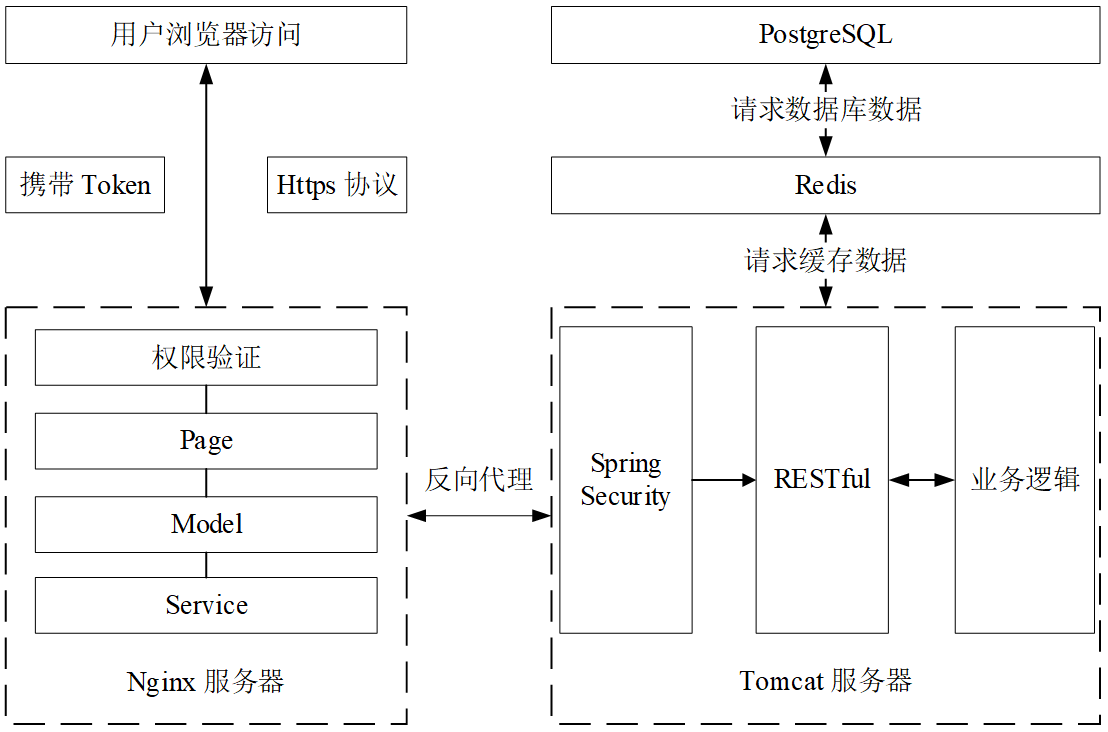 用户浏览器访问
携带 Token
Https 协议
权限验证
Page
Model
Service
Nginx 服务器
反向代理
PostgreSQL
请求数据库数据
Redis
请求缓存数据
Spring
Security
RESTful
业务逻辑
Tomcat 服务器